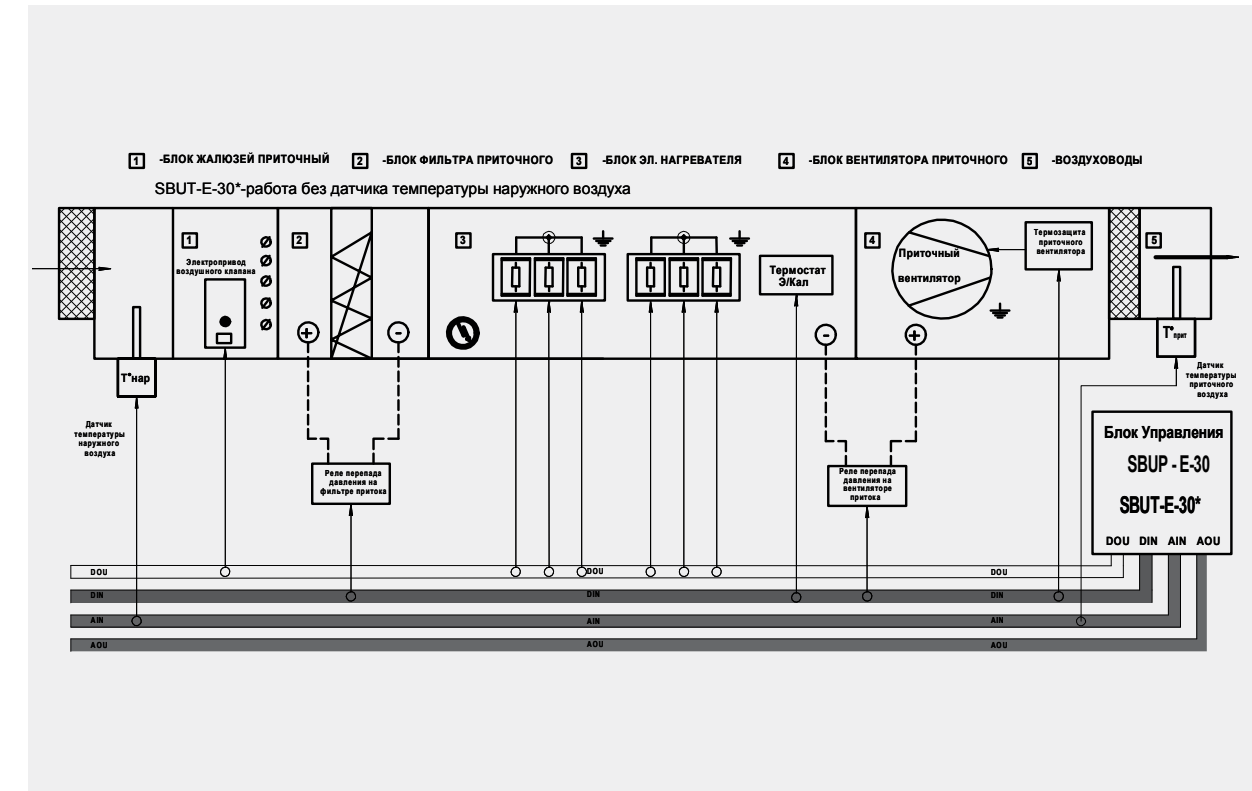 1 -БЛОК ЖАЛЮЗЕЙ ПРИТОЧНЫЙ 2 -БЛОК ФИЛЬТРА ПРИТОЧНОГО 3 -БЛОК ЭЛ. НАГРЕВАТЕЛЯ 4 -БЛОК ВЕНТИЛЯТОРА ПРИТОЧНОГО 5 -ВОЗДУХОВОДЫ
SBUT-E-30*-работа без датчика температуры наружного воздуха
1
Электропривод
воздушного клапана
2
+
-
3
Термостат
Э/Кал
-
4
+
Приточный
вентилятор
Термозащита
приточного
вентилятора
5
T°нар
Датчик
температуры
наружного
воздуха
T°прит
Датчик
температуры
приточного
воздуха
Реле перепада
давления на
фильтре притока
Реле перепада
давления на
вентиляторе
притока
Блок Управления
SBUP - E-30
SBUT-E-30*
DOU DIN AIN AOU
DOU DOU DOU
DIN DIN DIN
AIN AIN AIN
AOU AOU AOU